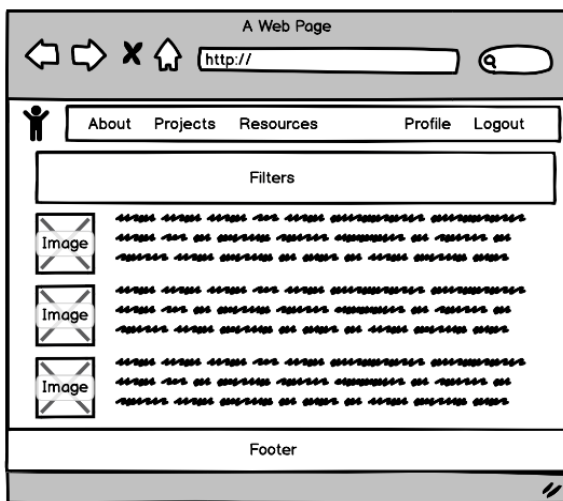 A Web Page
http://
About Projects Resources Profile Logout
Filters
Image
Image
Image
Footer